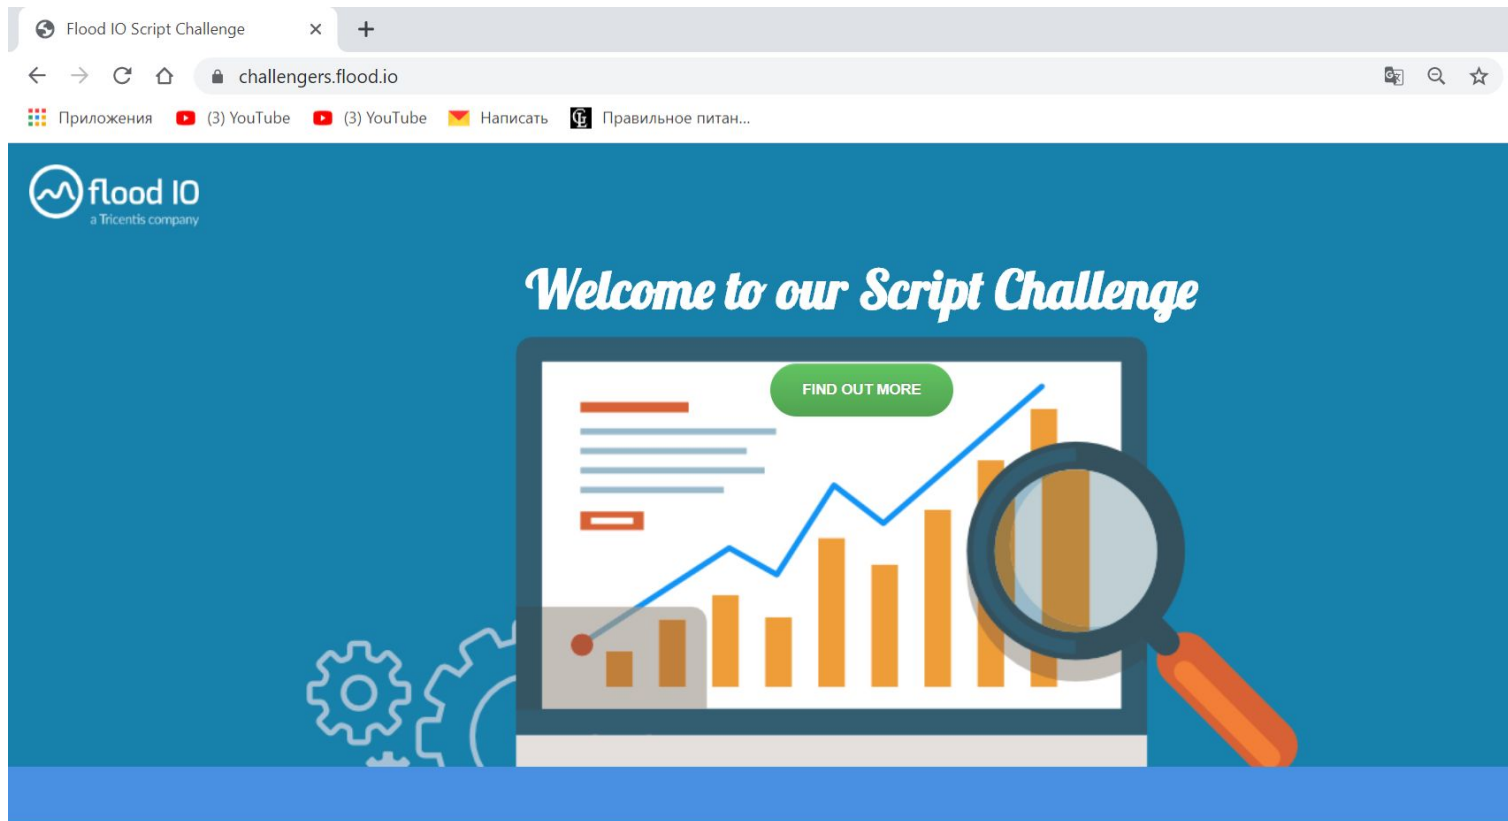 Flood IO Script Challenge
challengers.flood.io
Приложения (3) YouTube (3) YouTube Написать Правильное питан...
flood IO
a Tricentis company
Welcome to our Script Challenge
FIND OUT MORE